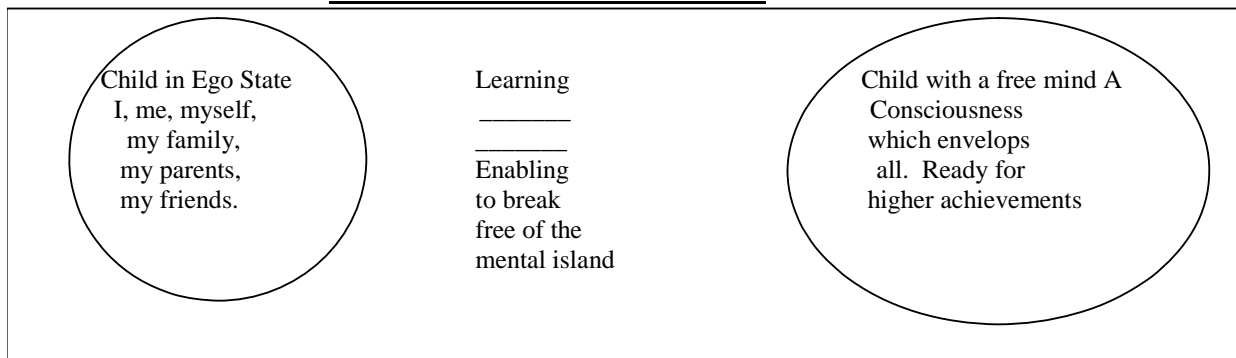 Child in Ego State
I, me, myself,
my family,
my parents,
my friends.
Learning
_______
_______
Enabling
to break
free of the
mental island
Child with a free mind A
Consciousness
which envelops
all. Ready for
higher achievements